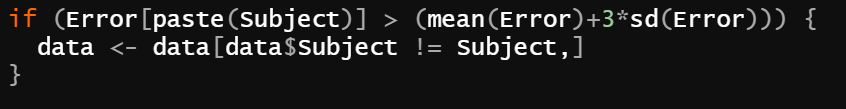 if (Error[paste(Subject)] > (mean(Error)+3*sd(Error))) {
  data <- data[data$Subject != Subject,]
}